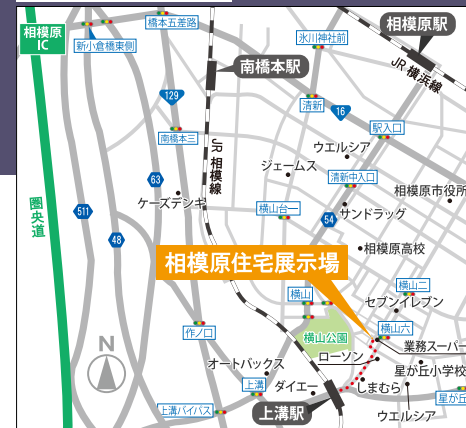 相模原
IC
橋本五差路
新小倉橋東側
氷川神社前
相模原駅
JR 横浜線
南橋本駅
129
清新
16
駅入口
南橋本三
JR 相模線
ウエルシア
ジェームス
清新中入口
63
ケーズデンキ
相模原市役所
圏央道
511
横山台一
54
サンドラッグ
48
相模原高校
相模原住宅展示場
横山二
セブンイレブン
横山
横山六
作ノ口
横山公園
業務スーパー
N
ローソン
オートバックス
星が丘小学校
上溝
ダイエー
しまむら
星が丘
上溝バイパス
上溝駅
ウエルシア